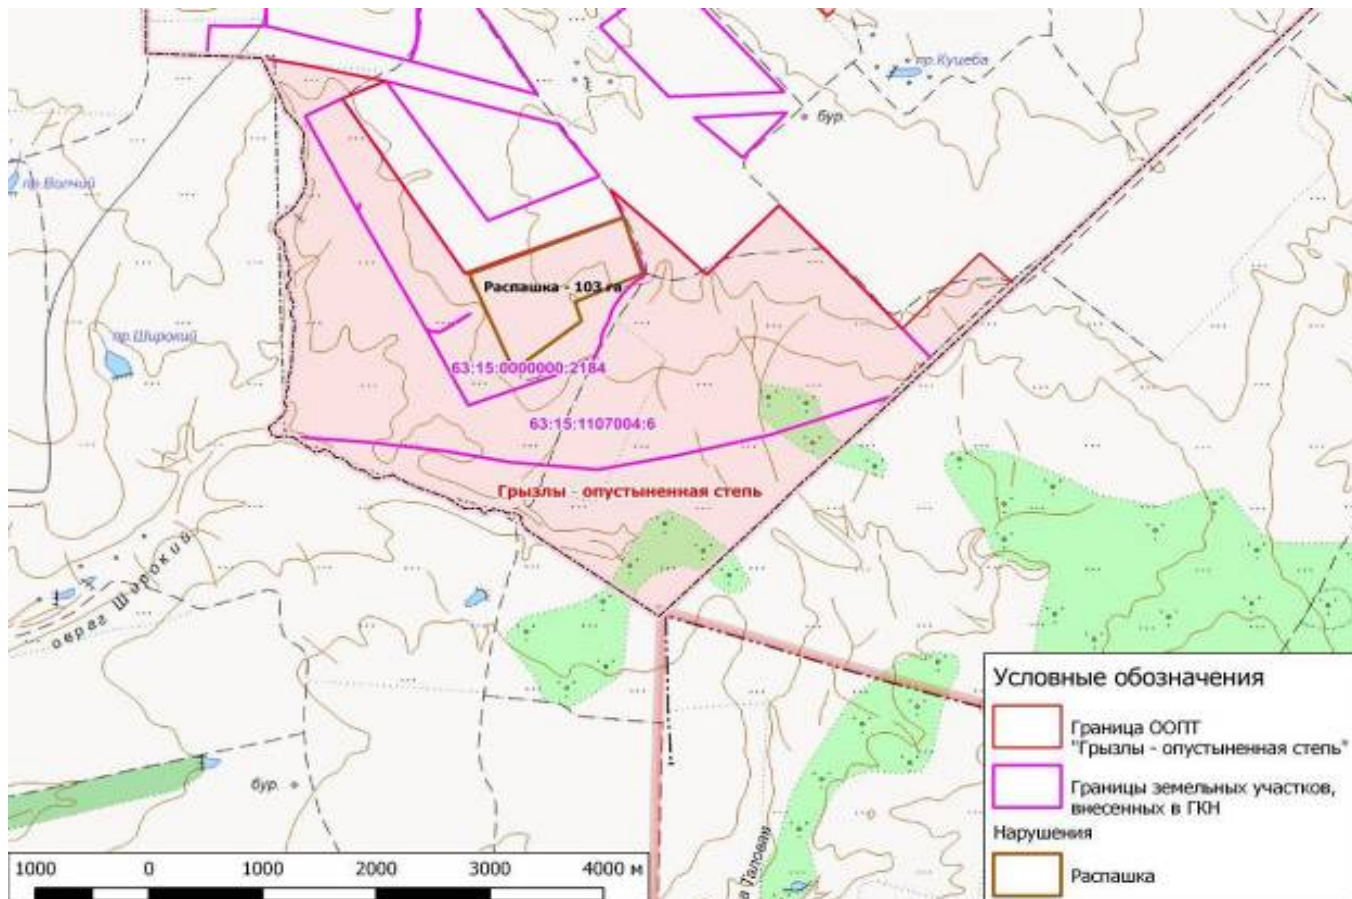 пр.Куцеба
бур.
пр.Волчий
Распашка - 103 га
пр.Широкий
63:15:0000000:2184
63:15:1107004:6
Грызлы - опустыненная степь
овраг Широкий
бур.
Таловая
Условные обозначения
Граница ООПТ
"Грызлы - опустыненная степь"
Границы земельных участков,
внесенных в ГКН
Нарушения
Распашка
1000 0 1000 2000 3000 4000 м